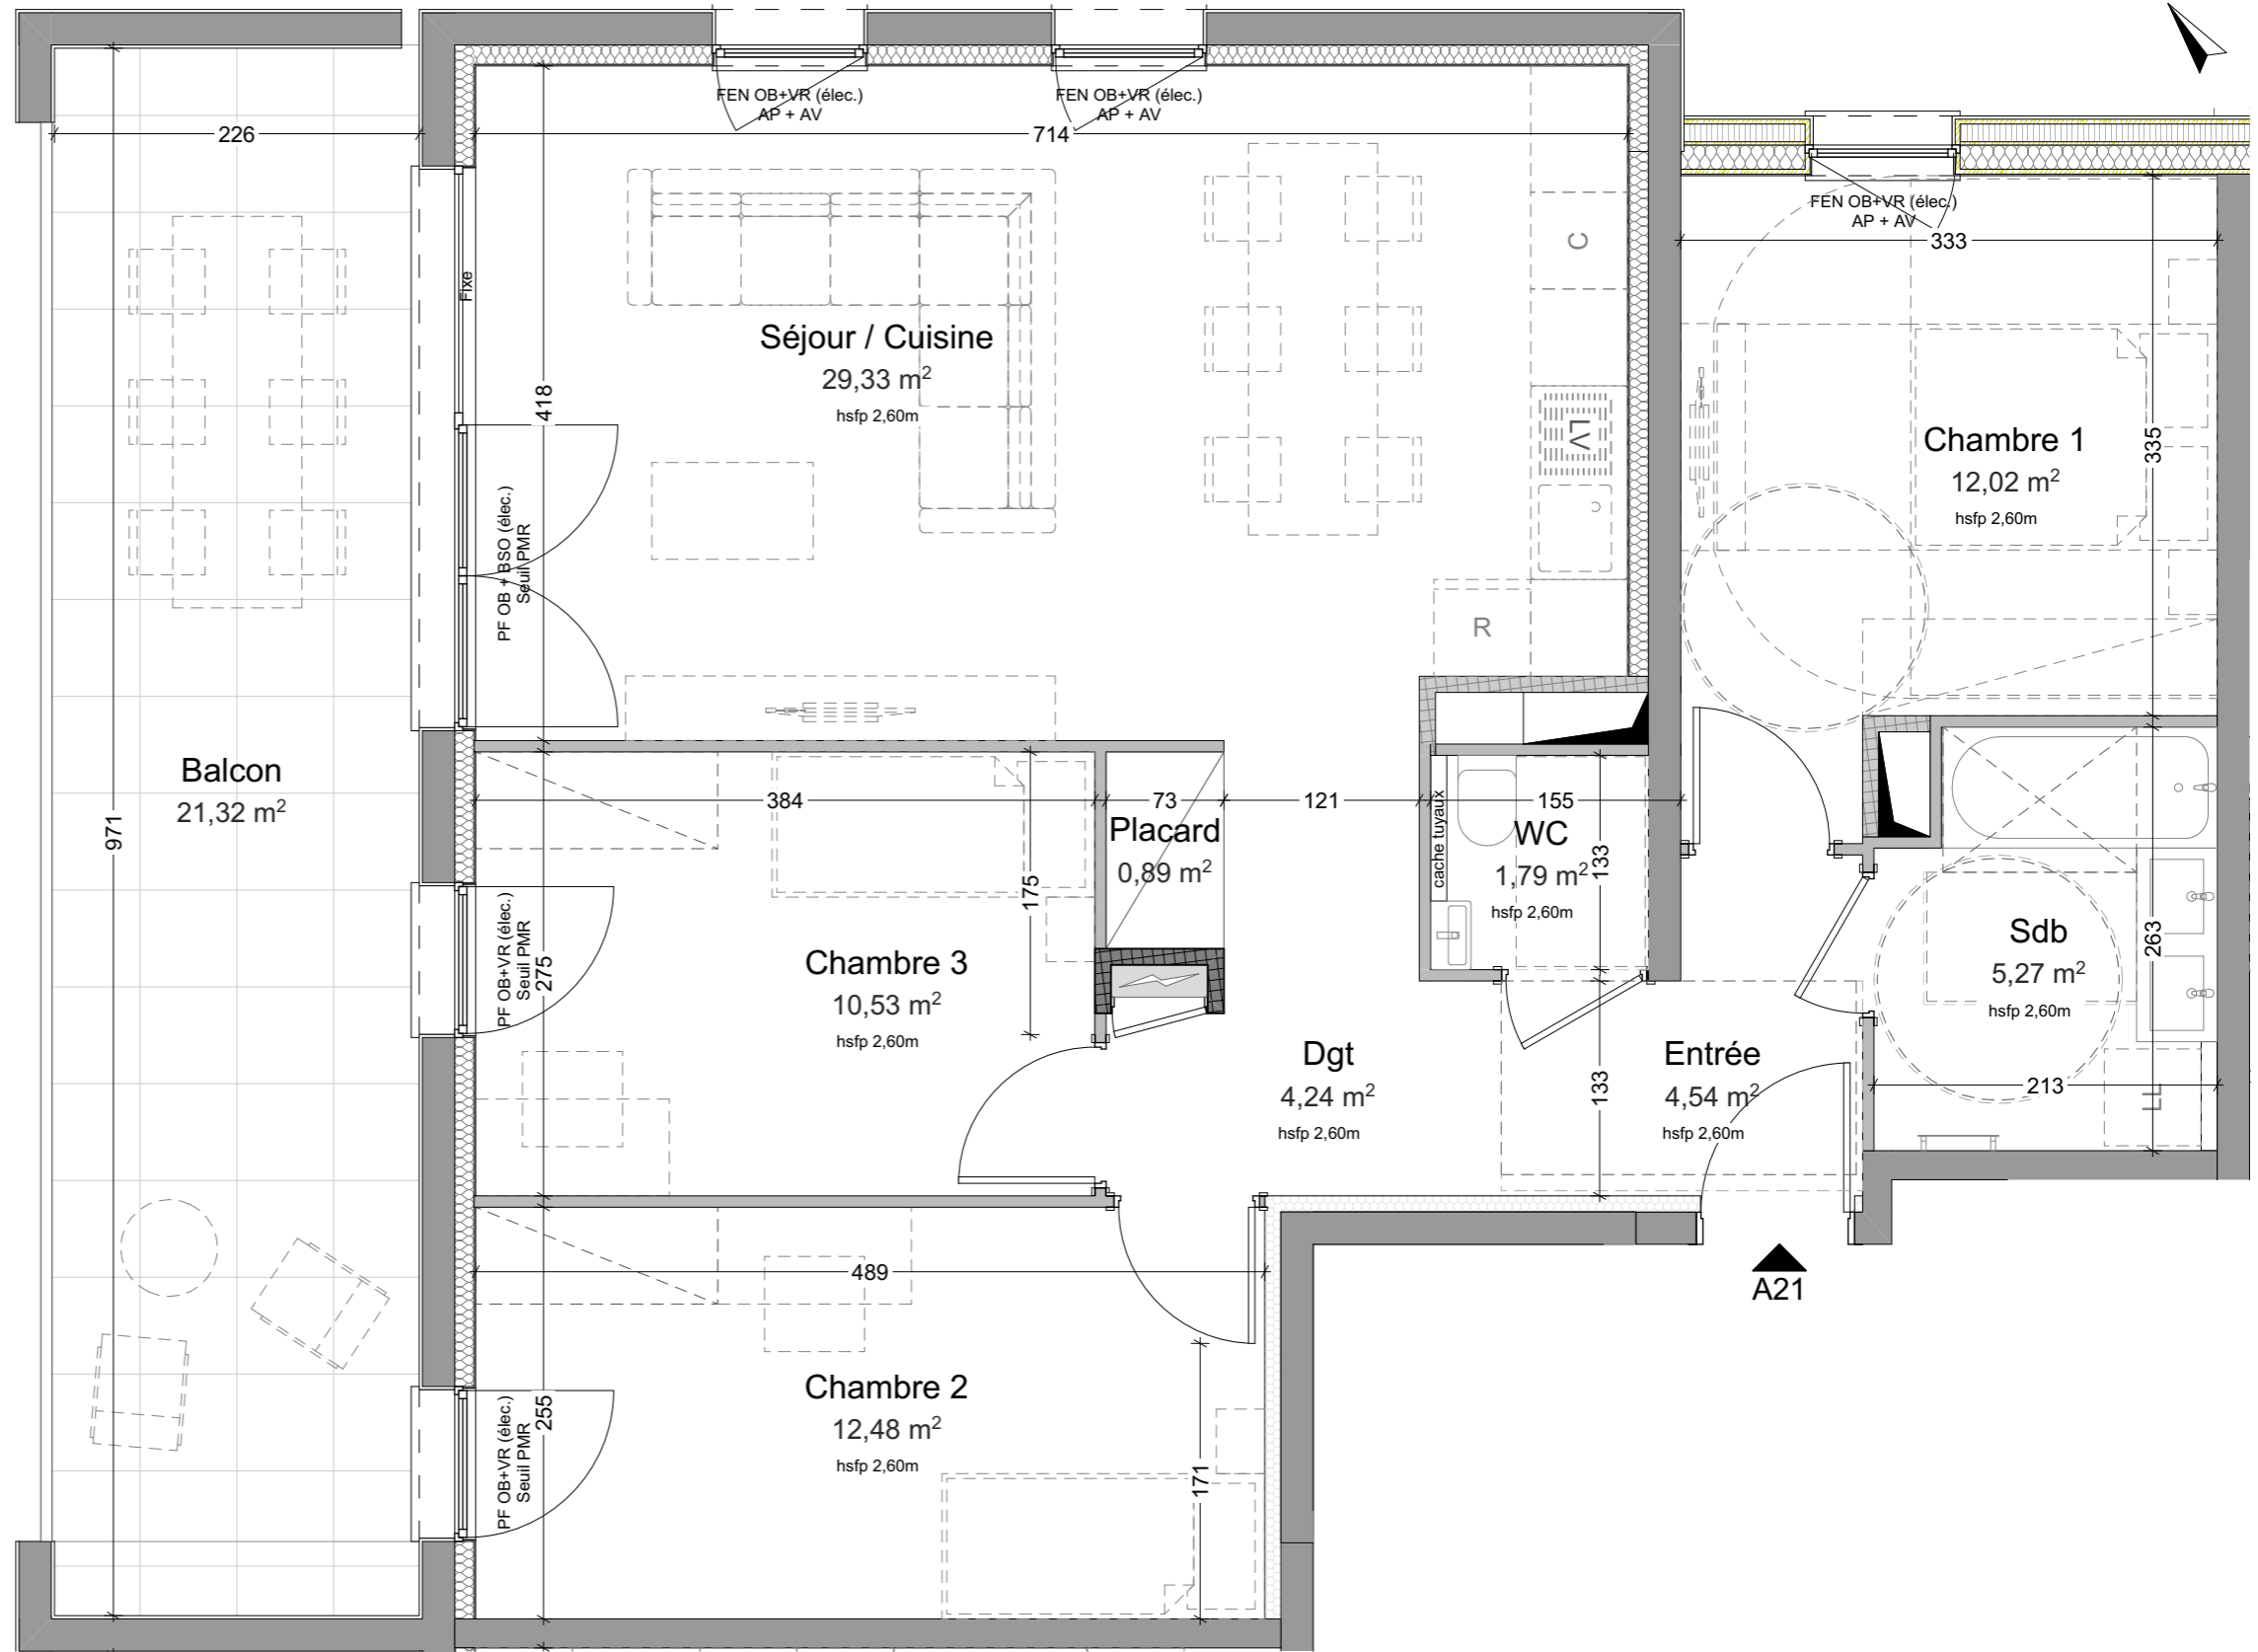 FEN OB+VR (élec.)
AP + AV
FEN OB+VR (élec.)
AP + AV
226
714
FEN OB+VR (élec.)
AP + AV
333
C
Fixe
Séjour / Cuisine
29,33 m²
hsfp 2,60m
418
LV
Chambre 1
12,02 m²
hsfp 2,60m
335
PF OB + BSO (élec.)
Seuil PMR
R
Balcon
21,32 m²
971
384
73
121
155
Placard
0,89 m²
cache tuyaux
WC
1,79 m²
hsfp 2,60m
133
175
PF OB+VR (élec.)
Seuil PMR
275
Chambre 3
10,53 m²
hsfp 2,60m
Sdb
5,27 m²
hsfp 2,60m
263
Dgt
4,24 m²
hsfp 2,60m
133
Entrée
4,54 m²
hsfp 2,60m
213
LL
489
A21
PF OB+VR (élec.)
Seuil PMR
255
Chambre 2
12,48 m²
hsfp 2,60m
171